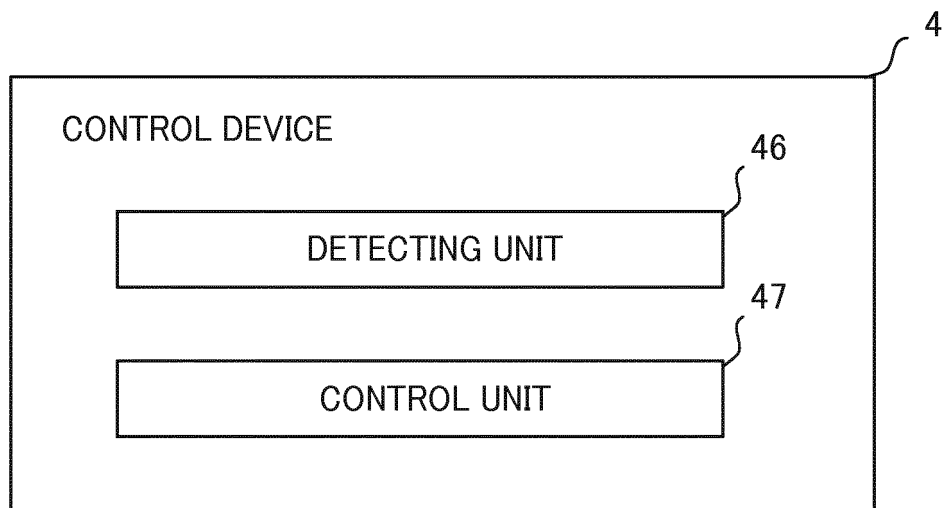 4
CONTROL DEVICE
46
DETECTING UNIT
47
CONTROL UNIT